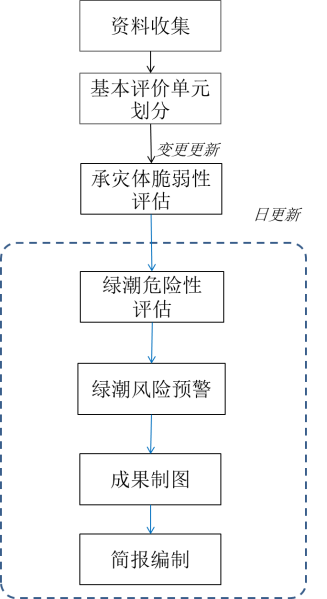 资料收集
基本评价单元
划分
变更更新
承灾体脆弱性
评估
日更新
绿潮危险性
评估
绿潮风险预警
成果制图
简报编制